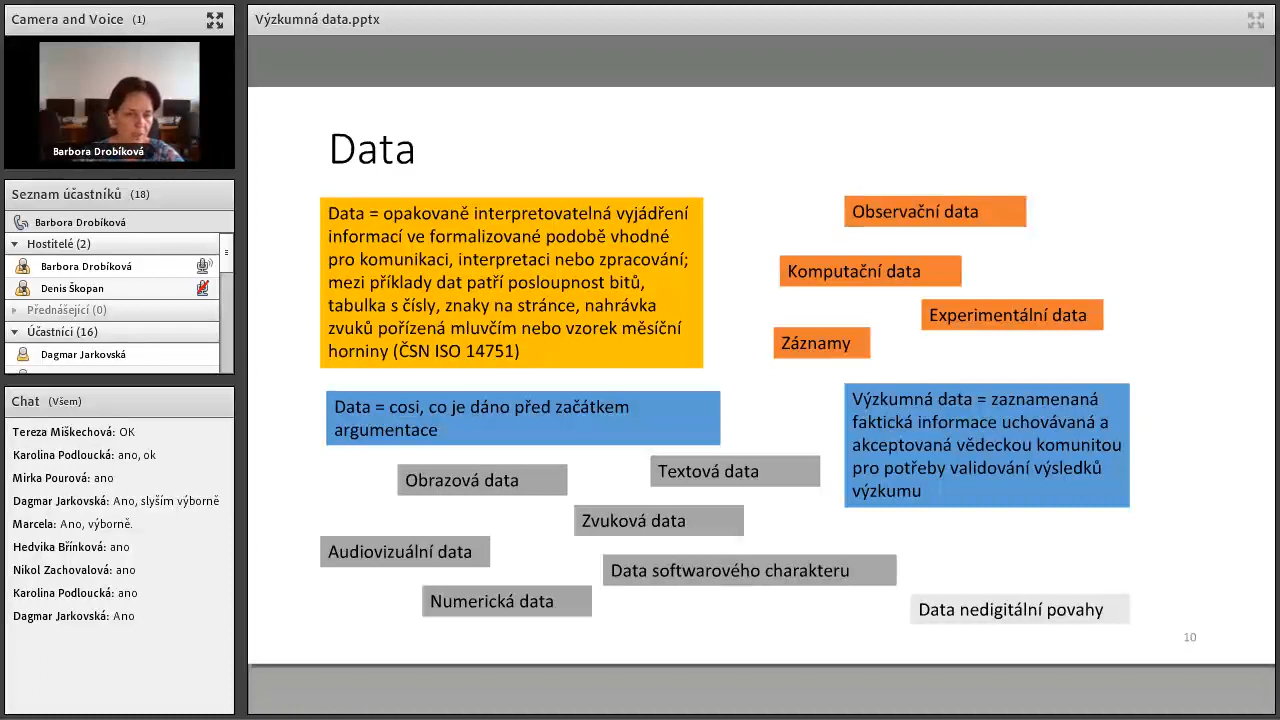 Camera and Voice (1)
Barbora Drobíková
Seznam účastníků (18)
Barbora Drobíková
Hostitelé (2)
Barbora Drobíková
Denis Škopan
Přednášející (0)
Účastníci (16)
Dagmar Jarkovská
Chat (Všem)
Tereza Miškechová: OK
Karolina Podloucká: ano, ok
Mirka Pourová: ano
Dagmar Jarkovská: Ano, slyším výborně
Marcela: Ano, výborně.
Hedvika Břínková: ano
Nikol Zachovalová: ano
Karolina Podloucká: ano
Dagmar Jarkovská: Ano
Výzkumná data.pptx
Data
Data = opakovaně interpretovatelná vyjádření
informací ve formalizované podobě vhodné
pro komunikaci, interpretaci nebo zpracování;
mezi příklady dat patří posloupnost bitů,
tabulka s čísly, znaky na stránce, nahrávka
zvuků pořízená mluvčím nebo vzorek měsíční
horniny (ČSN ISO 14751)
Observační data
Komputační data
Experimentální data
Záznamy
Data = cosi, co je dáno před začátkem
argumentace
Výzkumná data = zaznamenaná
faktická informace uchovávaná a
akceptovaná vědeckou komunitou
pro potřeby validování výsledků
výzkumu
Obrazová data
Textová data
Zvuková data
Audiovizuální data
Data softwarového charakteru
Numerická data
Data nedigitální povahy
10